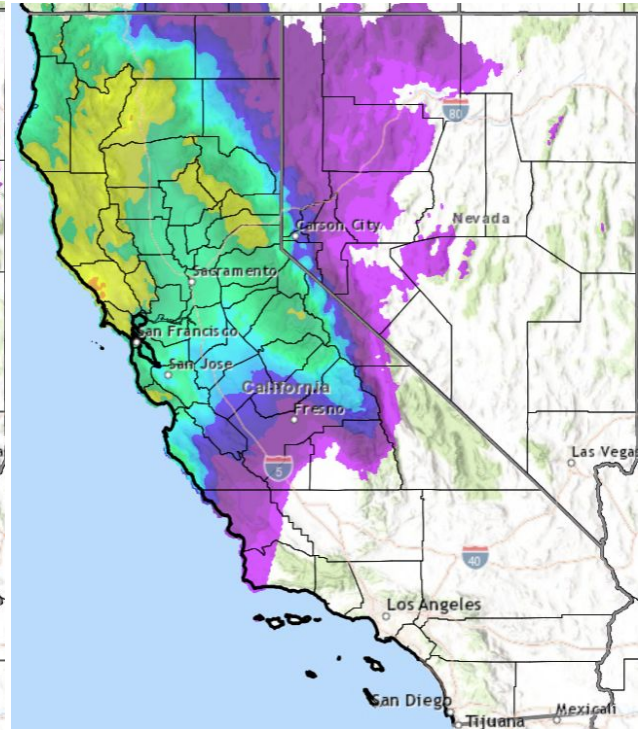 80
Nevada
Carson City
Sacramento
San Francisco
San Jose
California
Fresno
5
Las Vegas
40
Los Angeles
San Diego
Tijuana
Mexicali